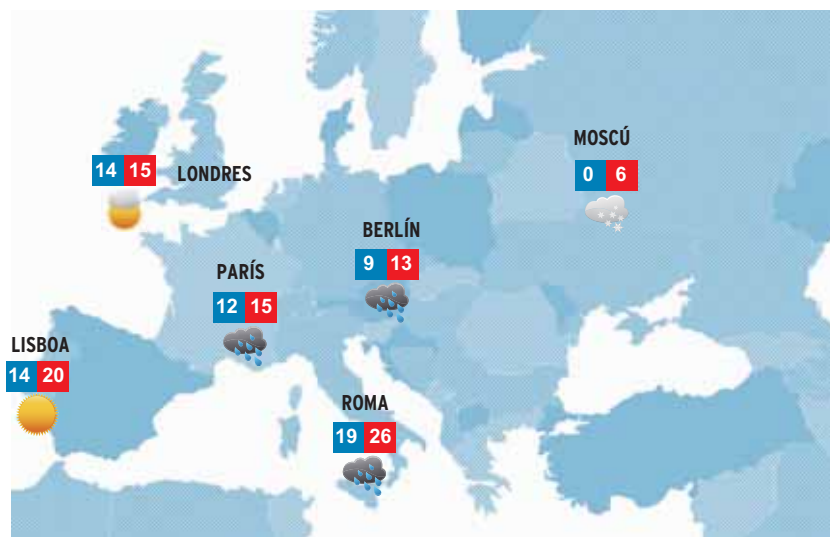 MOSCÚ
0 6
14 15
LONDRES
BERLÍN
9 13
PARÍS
12 15
LISBOA
14 20
ROMA
19 26